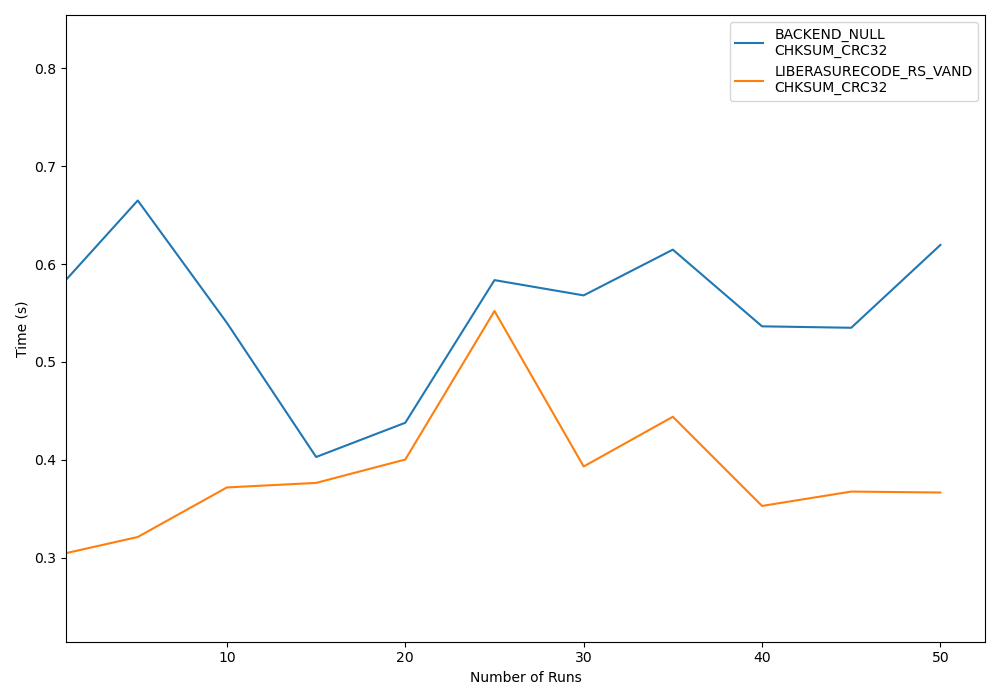 BACKEND_NULL
CHKSUM_CRC32
LIBERASURECODE_RS_VAND
CHKSUM_CRC32
0.8
0.7
0.6
0.5
0.4
0.3
Time (s)
10 20 30 40 50
Number of Runs